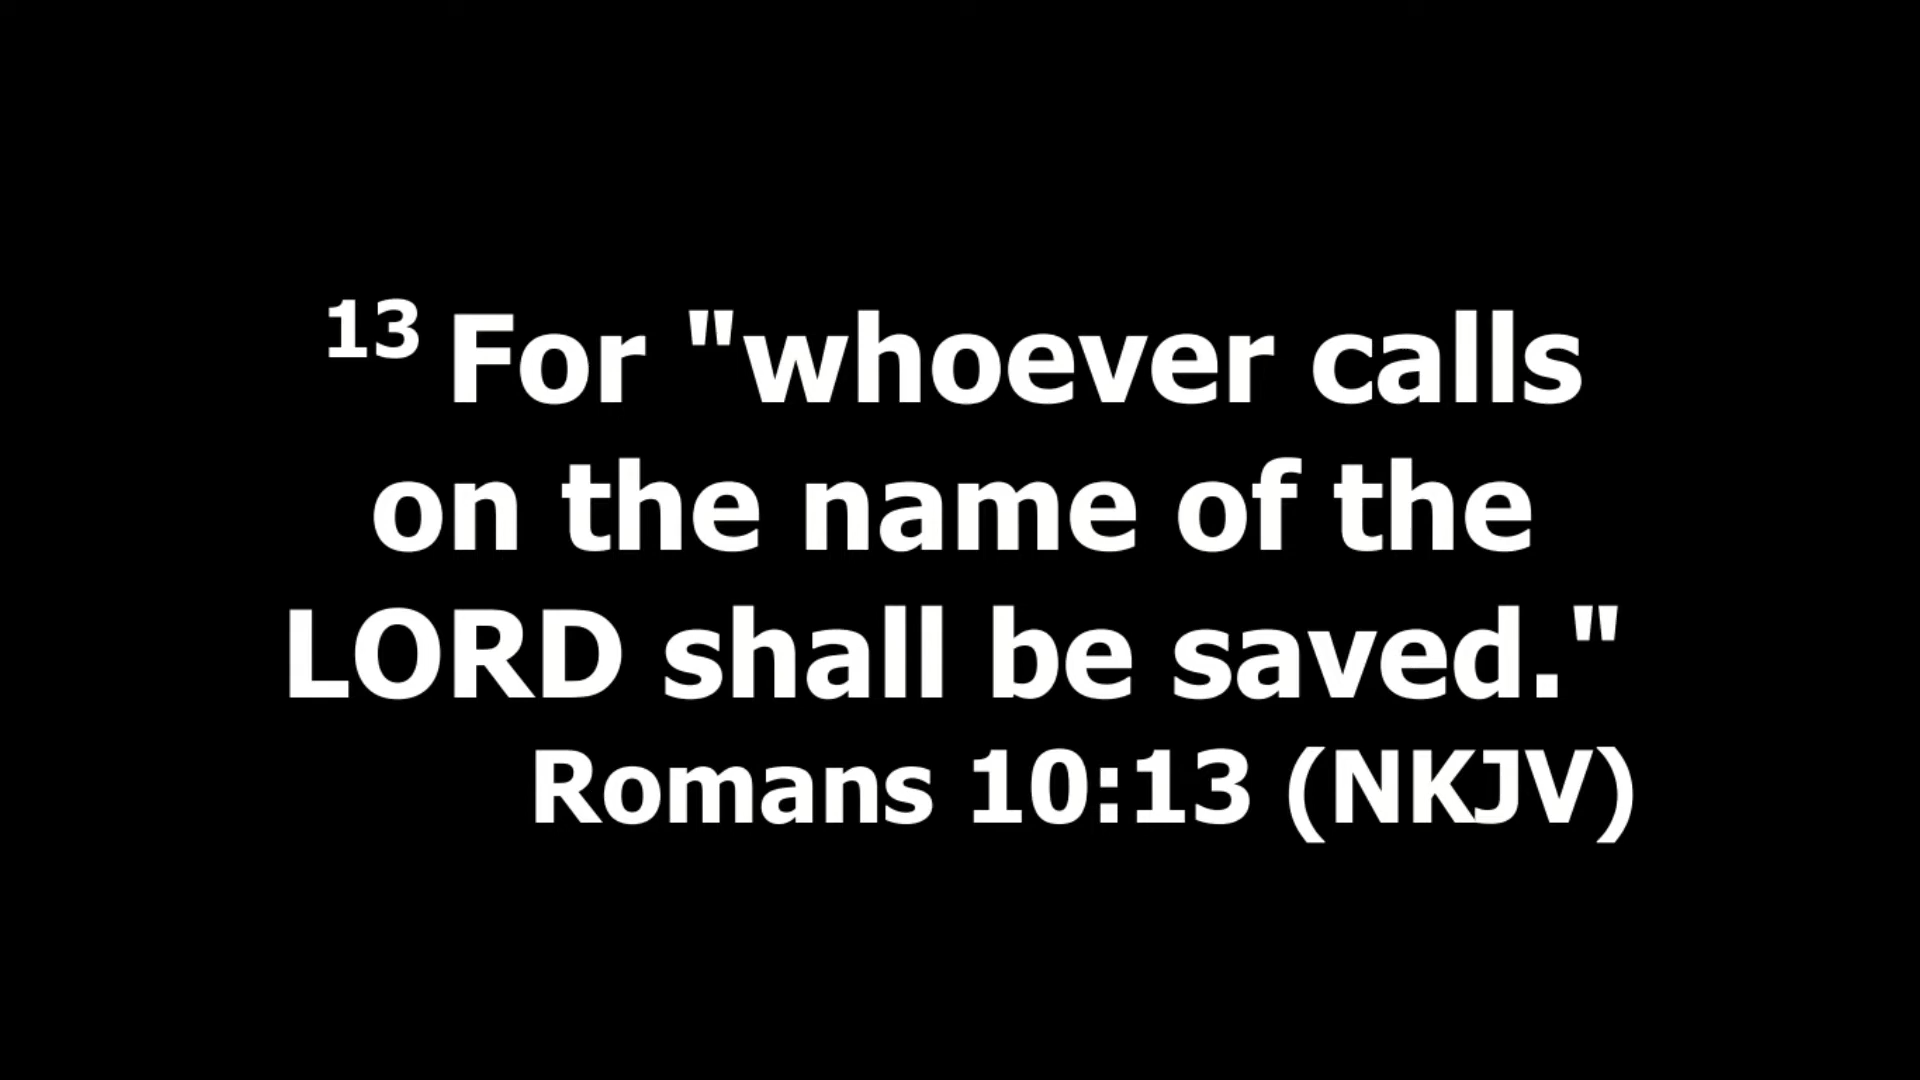 13 For "whoever calls
on the name of the
LORD shall be saved."
Romans 10:13 (NKJV)